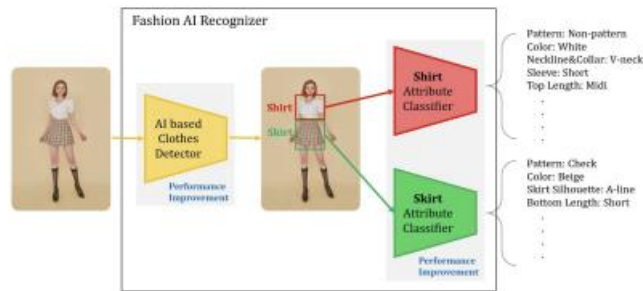 Fashion AI Recognizer
AI based
Clothes
Detector
Performance
Improvement
Shirt
Skirt
Shirt
Attribute
Classifier
Skirt
Attribute
Classifier
Performance
Improvement
Pattern: Non-pattern
Color: White
Neckline&Collar: V-neck
Sleeve: Short
Top Length: Midi
Pattern: Check
Color: Beige
Skirt Silhouette: A-line
Bottom Length: Short